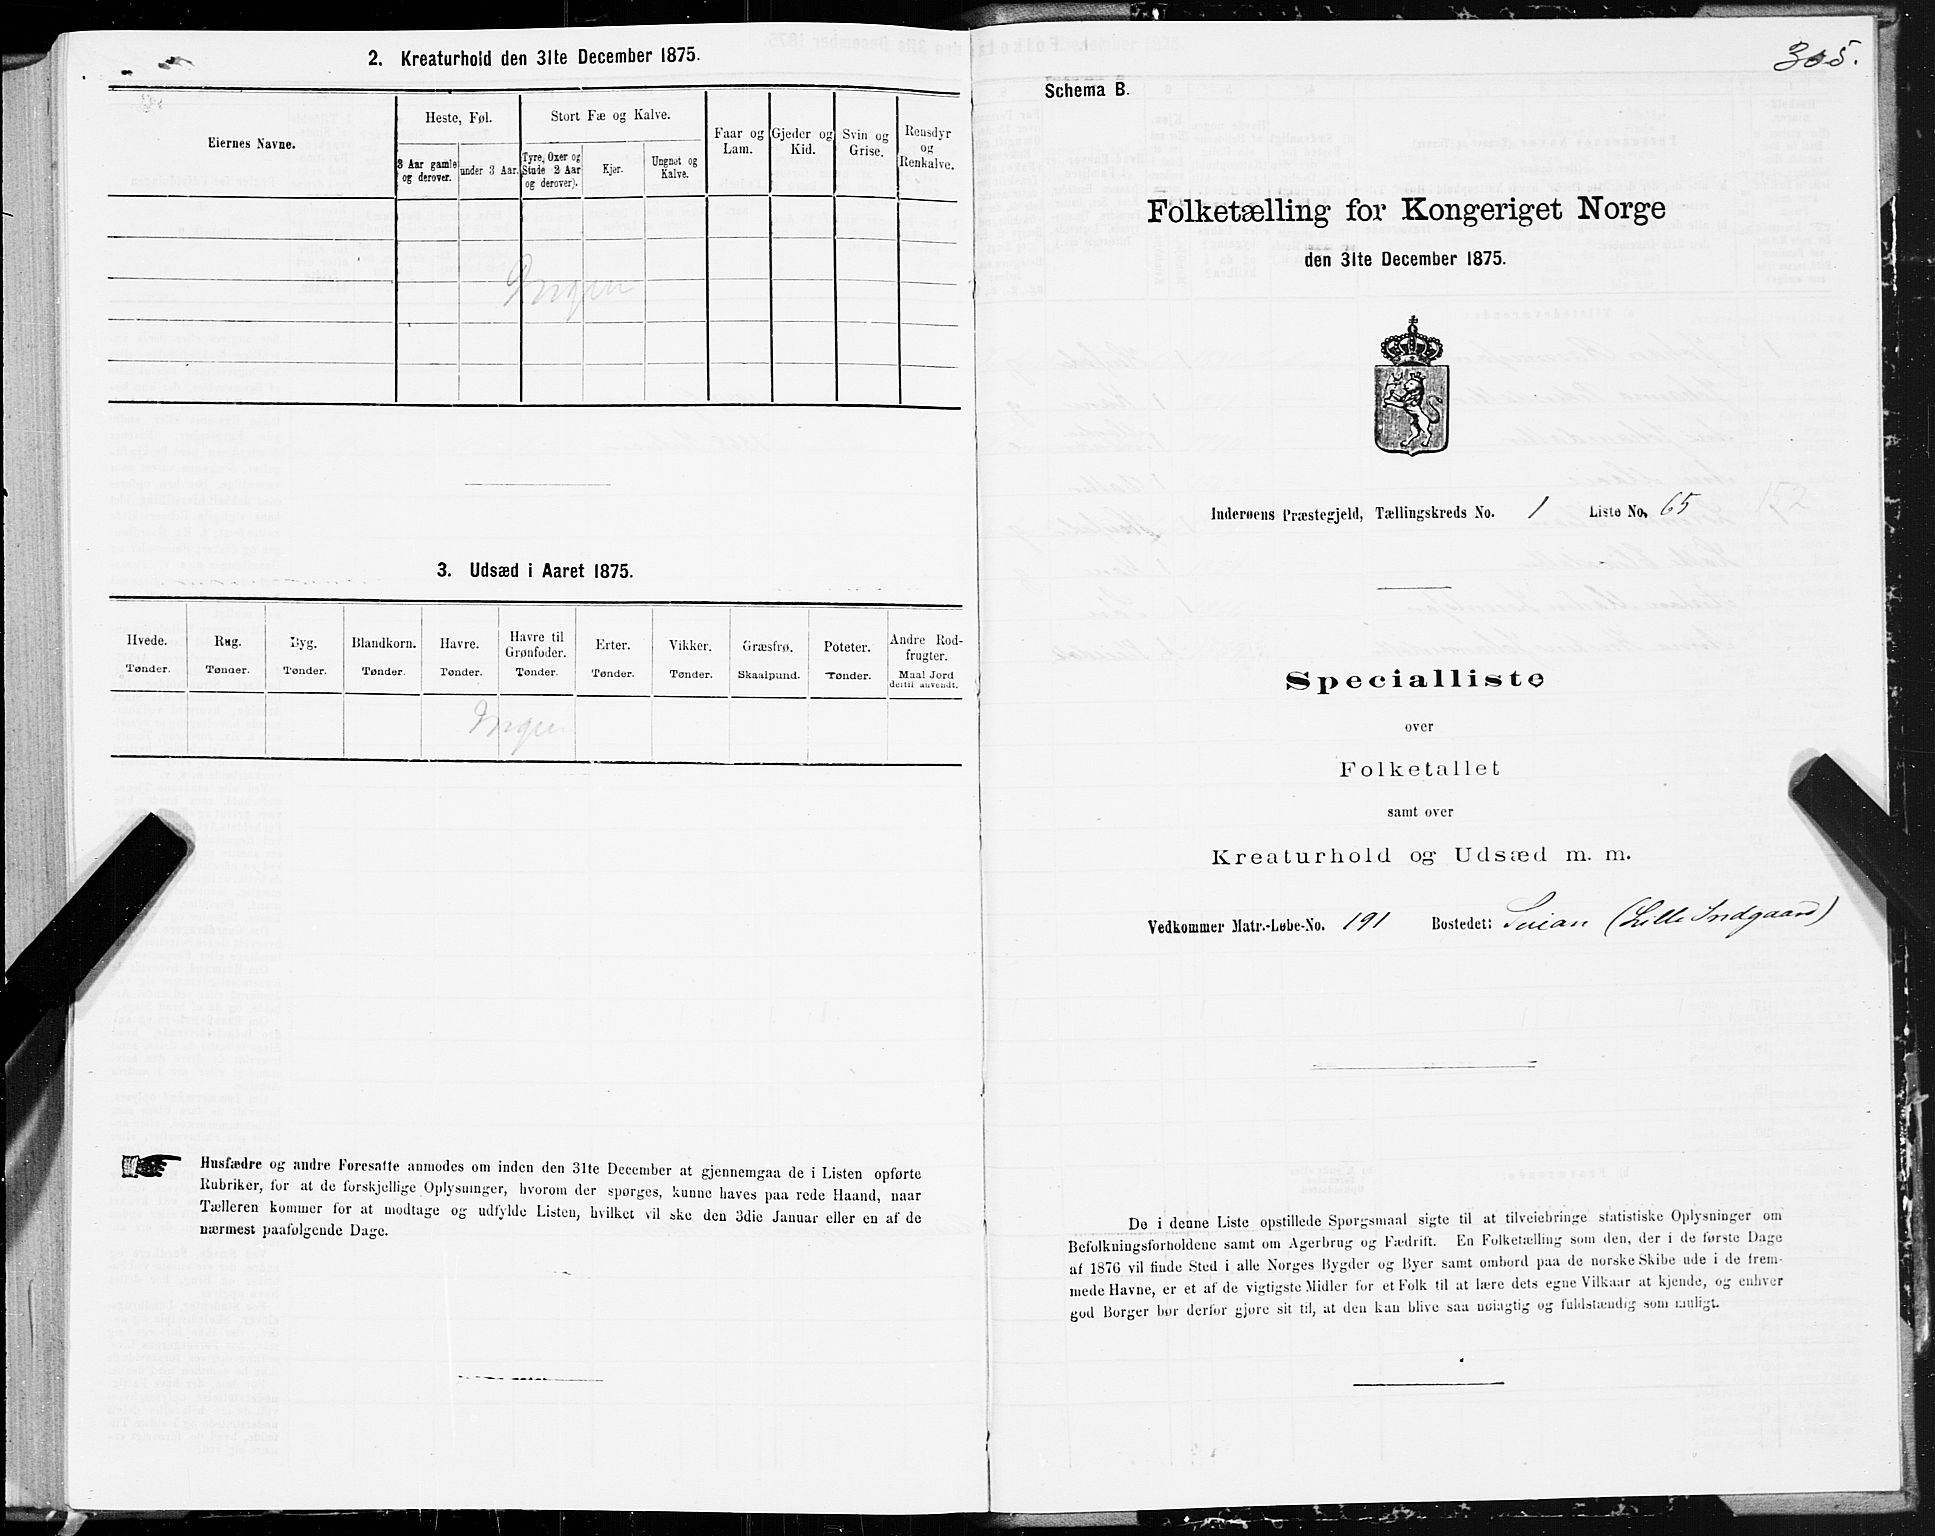 2. Kreaturhold den 31te December 1875.
Eiernes Navne.
Heste, Føl.
Stort Fæ og Kalve.
Faar og Lam.
Gjeder og Kid.
Svin og Grise.
Rensdyr og Renkalve.
3 Aar gamle og derover.
under 3 Aar.
Tyre, Oxer og Stude 2 Aar og derover).
Kjør.
Ungnøt og Kalve.
Ingen
3. Udsæd i Aaret 1875.
Hvede. Tønder.
Rug. Tønder.
Byg. Tønder.
Blandkorn. Tønder.
Havre. Tønder.
Havre til Grønfoder. Tønder.
Erter. Tønder.
Vikker. Tønder.
Græsfrø. Skaalpund.
Poteter. Tønder.
Andre Rodfrugter. Maal Jord dertil anvendt.
Ingen
Husfædre og andre Foresatte anmodes om inden den 31te December at gjennemgaa de i Listen opførte
Rubriker, for at de forskjellige Oplysninger, hvorom der spørges, kunne haves paa rede Haand, naar
Tælleren kommer for at modtage og udfylde Listen, hvilket vil ske den 3die Januar eller en af de
nærmest paafølgende Dage.
305.
Schema B.
Folketælling for Kongeriget Norge
den 31te December 1875.
Inderøens Præstegjeld, Tællingskreds No. 1 Liste No. 65
152
Specialliste
over
Folketallet
samt over
Kreaturhold og Udsæd m. m.
Vedkommer Matr.-Løbe-No. 191 Bostedet: (Lille Indgaard)
De i denne Liste opstillede Spørgsmaal sigte til at tilveiebringe statistiske Oplysninger om
Befolkningsforholdene samt om Agerbrug og Fædrift. En Folketælling som den, der i de første Dage
af 1876 vil finde Sted i alle Norges Bygder og Byer samt ombord paa de norske Skibe ude i de frem-
mede Havne, er et af de vigtigste Midler for et Folk til at lære dets egne Vilkaar at kjende, og enhver
god Borger bør derfor gjøre sit til, at den kan blive saa nøiagtig og fuldstændig som muligt.